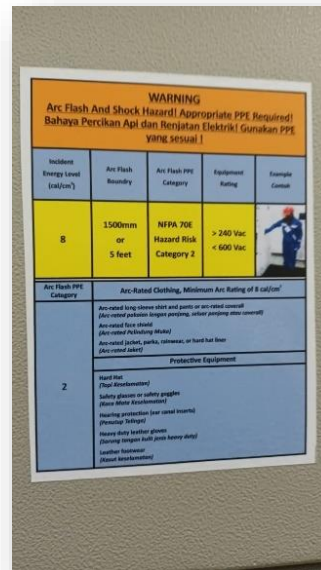 WARNING
Arc Flash And Shock Hazard! Appropriate PPE Required!
Bahaya Percikan Api dan Renjatan Elektrik! Gunakan PPE
yang sesuai !
Incident
Energy Level
(cal/cm²)
Arc Flash
Boundry
Arc Flash PPE
Category
Equipment
Rating
Example
Contoh
8
1500mm
or
5 feet
NFPA 70E
Hazard Risk
Category 2
> 240 Vac
< 600 Vac
Arc Flash PPE
Category
Arc-Rated Clothing, Minimum Arc Rating of 8 cal/cm²
2
Arc-rated long-sleeve shirt and pants or arc-rated coverall
(Arc-rated pakaian lengan panjang, seluar panjang atau coverall)
Arc-rated face shield
(Arc-rated Pelindung Muka)
Arc-rated jacket, parka, rainwear, or hard hat liner
(Arc-rated Jaket)
Protective Equipment
Hard Hat
(Topi Keselamatan)
Safety glasses or safety goggles
(Kaca Mata Keselamatan)
Hearing protection (ear canal inserts)
(Penutup Telinga)
Heavy duty leather gloves
(Sarung tangan kulit jenis heavy duty)
Leather footwear
(Kasut keselamatan)